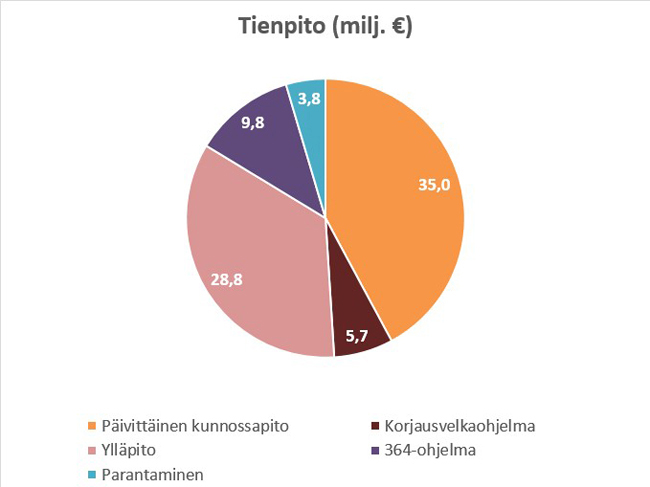 Tienpito (milj. €)
3,8
9,8
35,0
28,8
5,7
Päivittäinen kunnossapito
Korjausvelkaohjelma
Ylläpito
364-ohjelma
Parantaminen